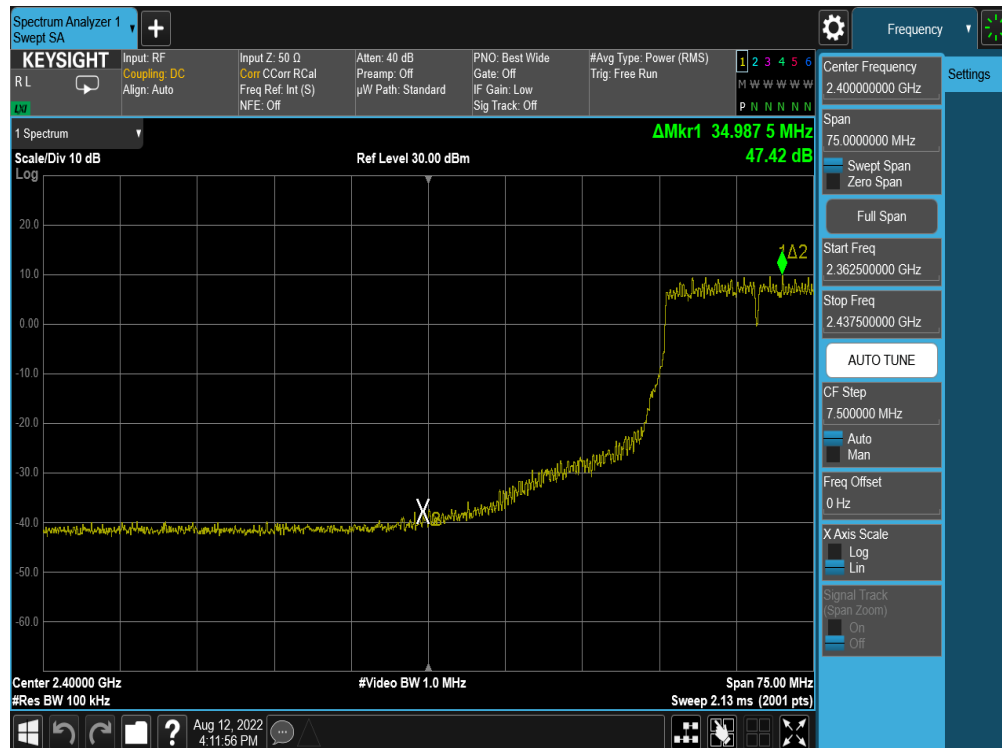 Spectrum Analyzer 1
Swept SA
Frequency
KEYSIGHT
R L
LXI
Input: RF
Coupling: DC
Align: Auto
Input Z: 50 Ω
Corr CCorr RCal
Freq Ref: Int (S)
NFE: Off
Atten: 40 dB
Preamp: Off
µW Path: Standard
PNO: Best Wide
Gate: Off
IF Gain: Low
Sig Track: Off
#Avg Type: Power (RMS)
Trig: Free Run
1 2 3 4 5 6
M W W W W W
P N N N N N
Center Frequency
2.400000000 GHz
Settings
Span
75.0000000 MHz
Swept Span
Zero Span
Full Span
Start Freq
2.362500000 GHz
Stop Freq
2.437500000 GHz
AUTO TUNE
CF Step
7.500000 MHz
Auto
Man
Freq Offset
0 Hz
X Axis Scale
Log
Lin
Signal Track
(Span Zoom)
On
Off
1 Spectrum
ΔMkr1 34.987 5 MHz
Scale/Div 10 dB
Ref Level 30.00 dBm
47.42 dB
Log
20.0
1Δ2
10.0
0.00
-10.0
-20.0
-30.0
-40.0
-50.0
-60.0
Center 2.40000 GHz
#Video BW 1.0 MHz
Span 75.00 MHz
#Res BW 100 kHz
Sweep 2.13 ms (2001 pts)
?
Aug 12, 2022
4:11:56 PM